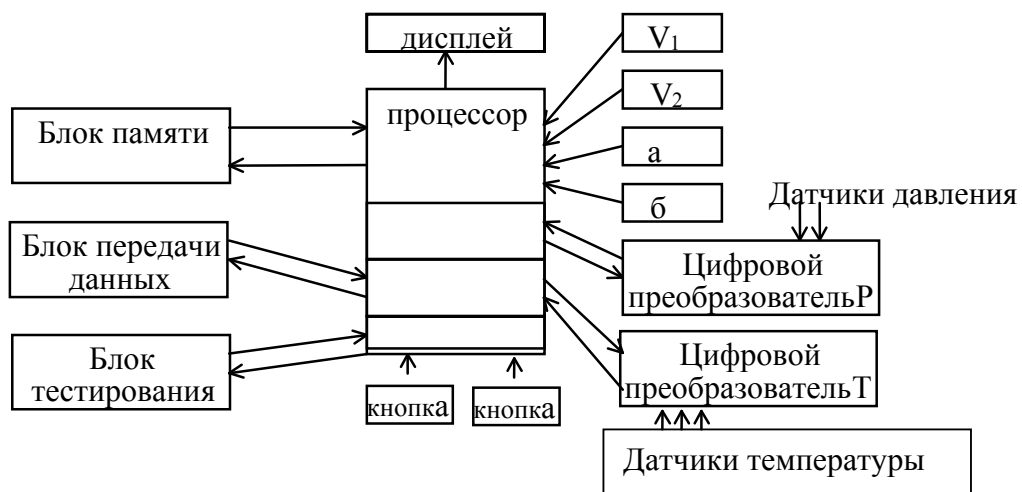 дисплей
V1
V2
а
б
процессор
Блок памяти
Блок передачи
данных
Блок
тестирования
кнопка
кнопка
Датчики давления
Цифровой
преобразовательР
Цифровой
преобразовательТ
Датчики температуры